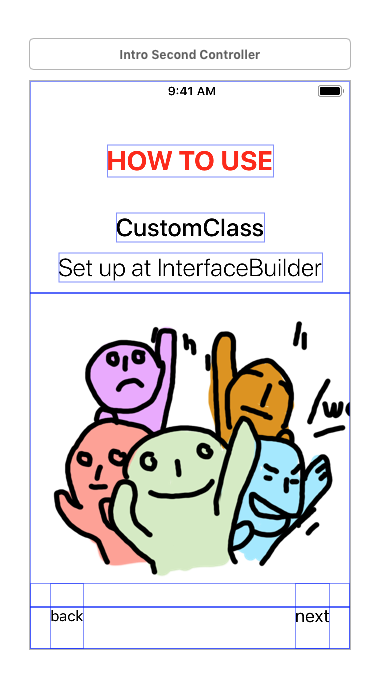 Intro Second Controller
9:41 AM
HOW TO USE
CustomClass
Set up at InterfaceBuilder
back
next